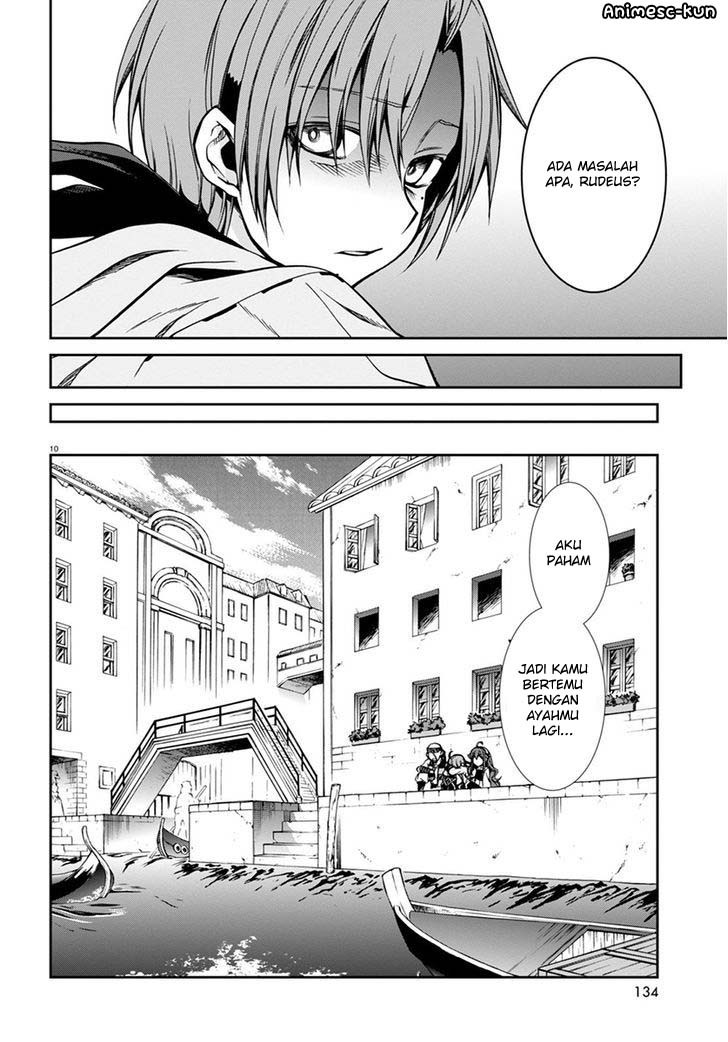 Animesc-kun
ADA MASALAH
APA, RUDEUS?
10
AKU
PAHAM
JADI KAMU
BERTEMU
DENGAN
AYAHMU
LAGI...
134